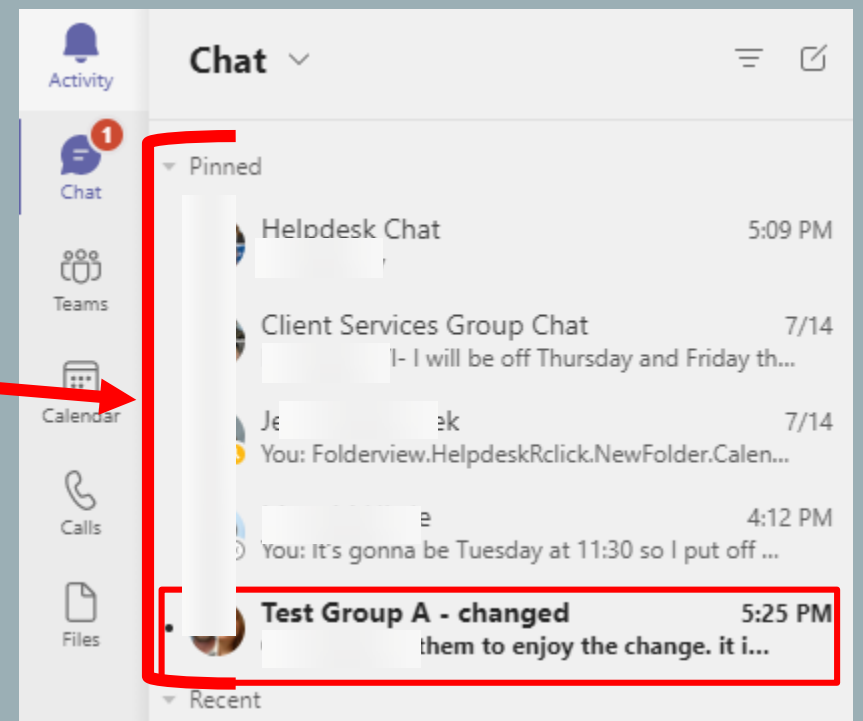 Activity
Chat
1
Chat
Teams
Calendar
Calls
Files
Pinned
Helpdesk Chat 5:09 PM
Client Services Group Chat 7/14
- I will be off Thursday and Friday th...
Je ek 7/14
You: Folderview.HelpdeskRclick.NewFolder.Calen...
e 4:12 PM
You: It's gonna be Tuesday at 11:30 so I put off ...
Test Group A - changed 5:25 PM
them to enjoy the change. it i...
Recent